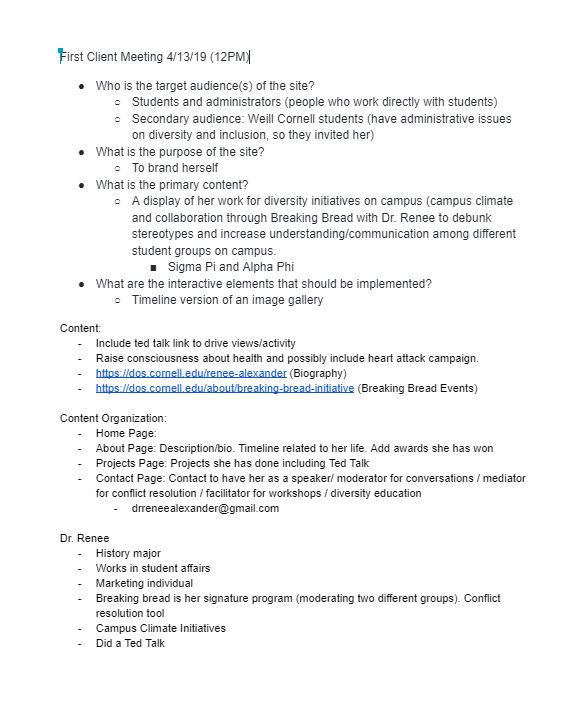 First Client Meeting 4/13/19 (12PM)
● Who is the target audience(s) of the site?
○ Students and administrators (people who work directly with students)
○ Secondary audience: Weill Cornell students (have administrative issues
on diversity and inclusion, so they invited her)
● What is the purpose of the site?
○ To brand herself
● What is the primary content?
○ A display of her work for diversity initiatives on campus (campus climate
and collaboration through Breaking Bread with Dr. Renee to debunk
stereotypes and increase understanding/communication among different
student groups on campus.
■ Sigma Pi and Alpha Phi
● What are the interactive elements that should be implemented?
○ Timeline version of an image gallery
Content:
- Include ted talk link to drive views/activity
- Raise consciousness about health and possibly include heart attack campaign.
- https://dos.cornell.edu/renee-alexander (Biography)
- https://dos.cornell.edu/about/breaking-bread-initiative (Breaking Bread Events)
Content Organization:
- Home Page:
- About Page: Description/bio. Timeline related to her life. Add awards she has won
- Projects Page: Projects she has done including Ted Talk
- Contact Page: Contact to have her as a speaker/ moderator for conversations / mediator
for conflict resolution / facilitator for workshops / diversity education
- drreneealexander@gmail.com
Dr. Renee
- History major
- Works in student affairs
- Marketing individual
- Breaking bread is her signature program (moderating two different groups). Conflict
resolution tool
- Campus Climate Initiatives
- Did a Ted Talk